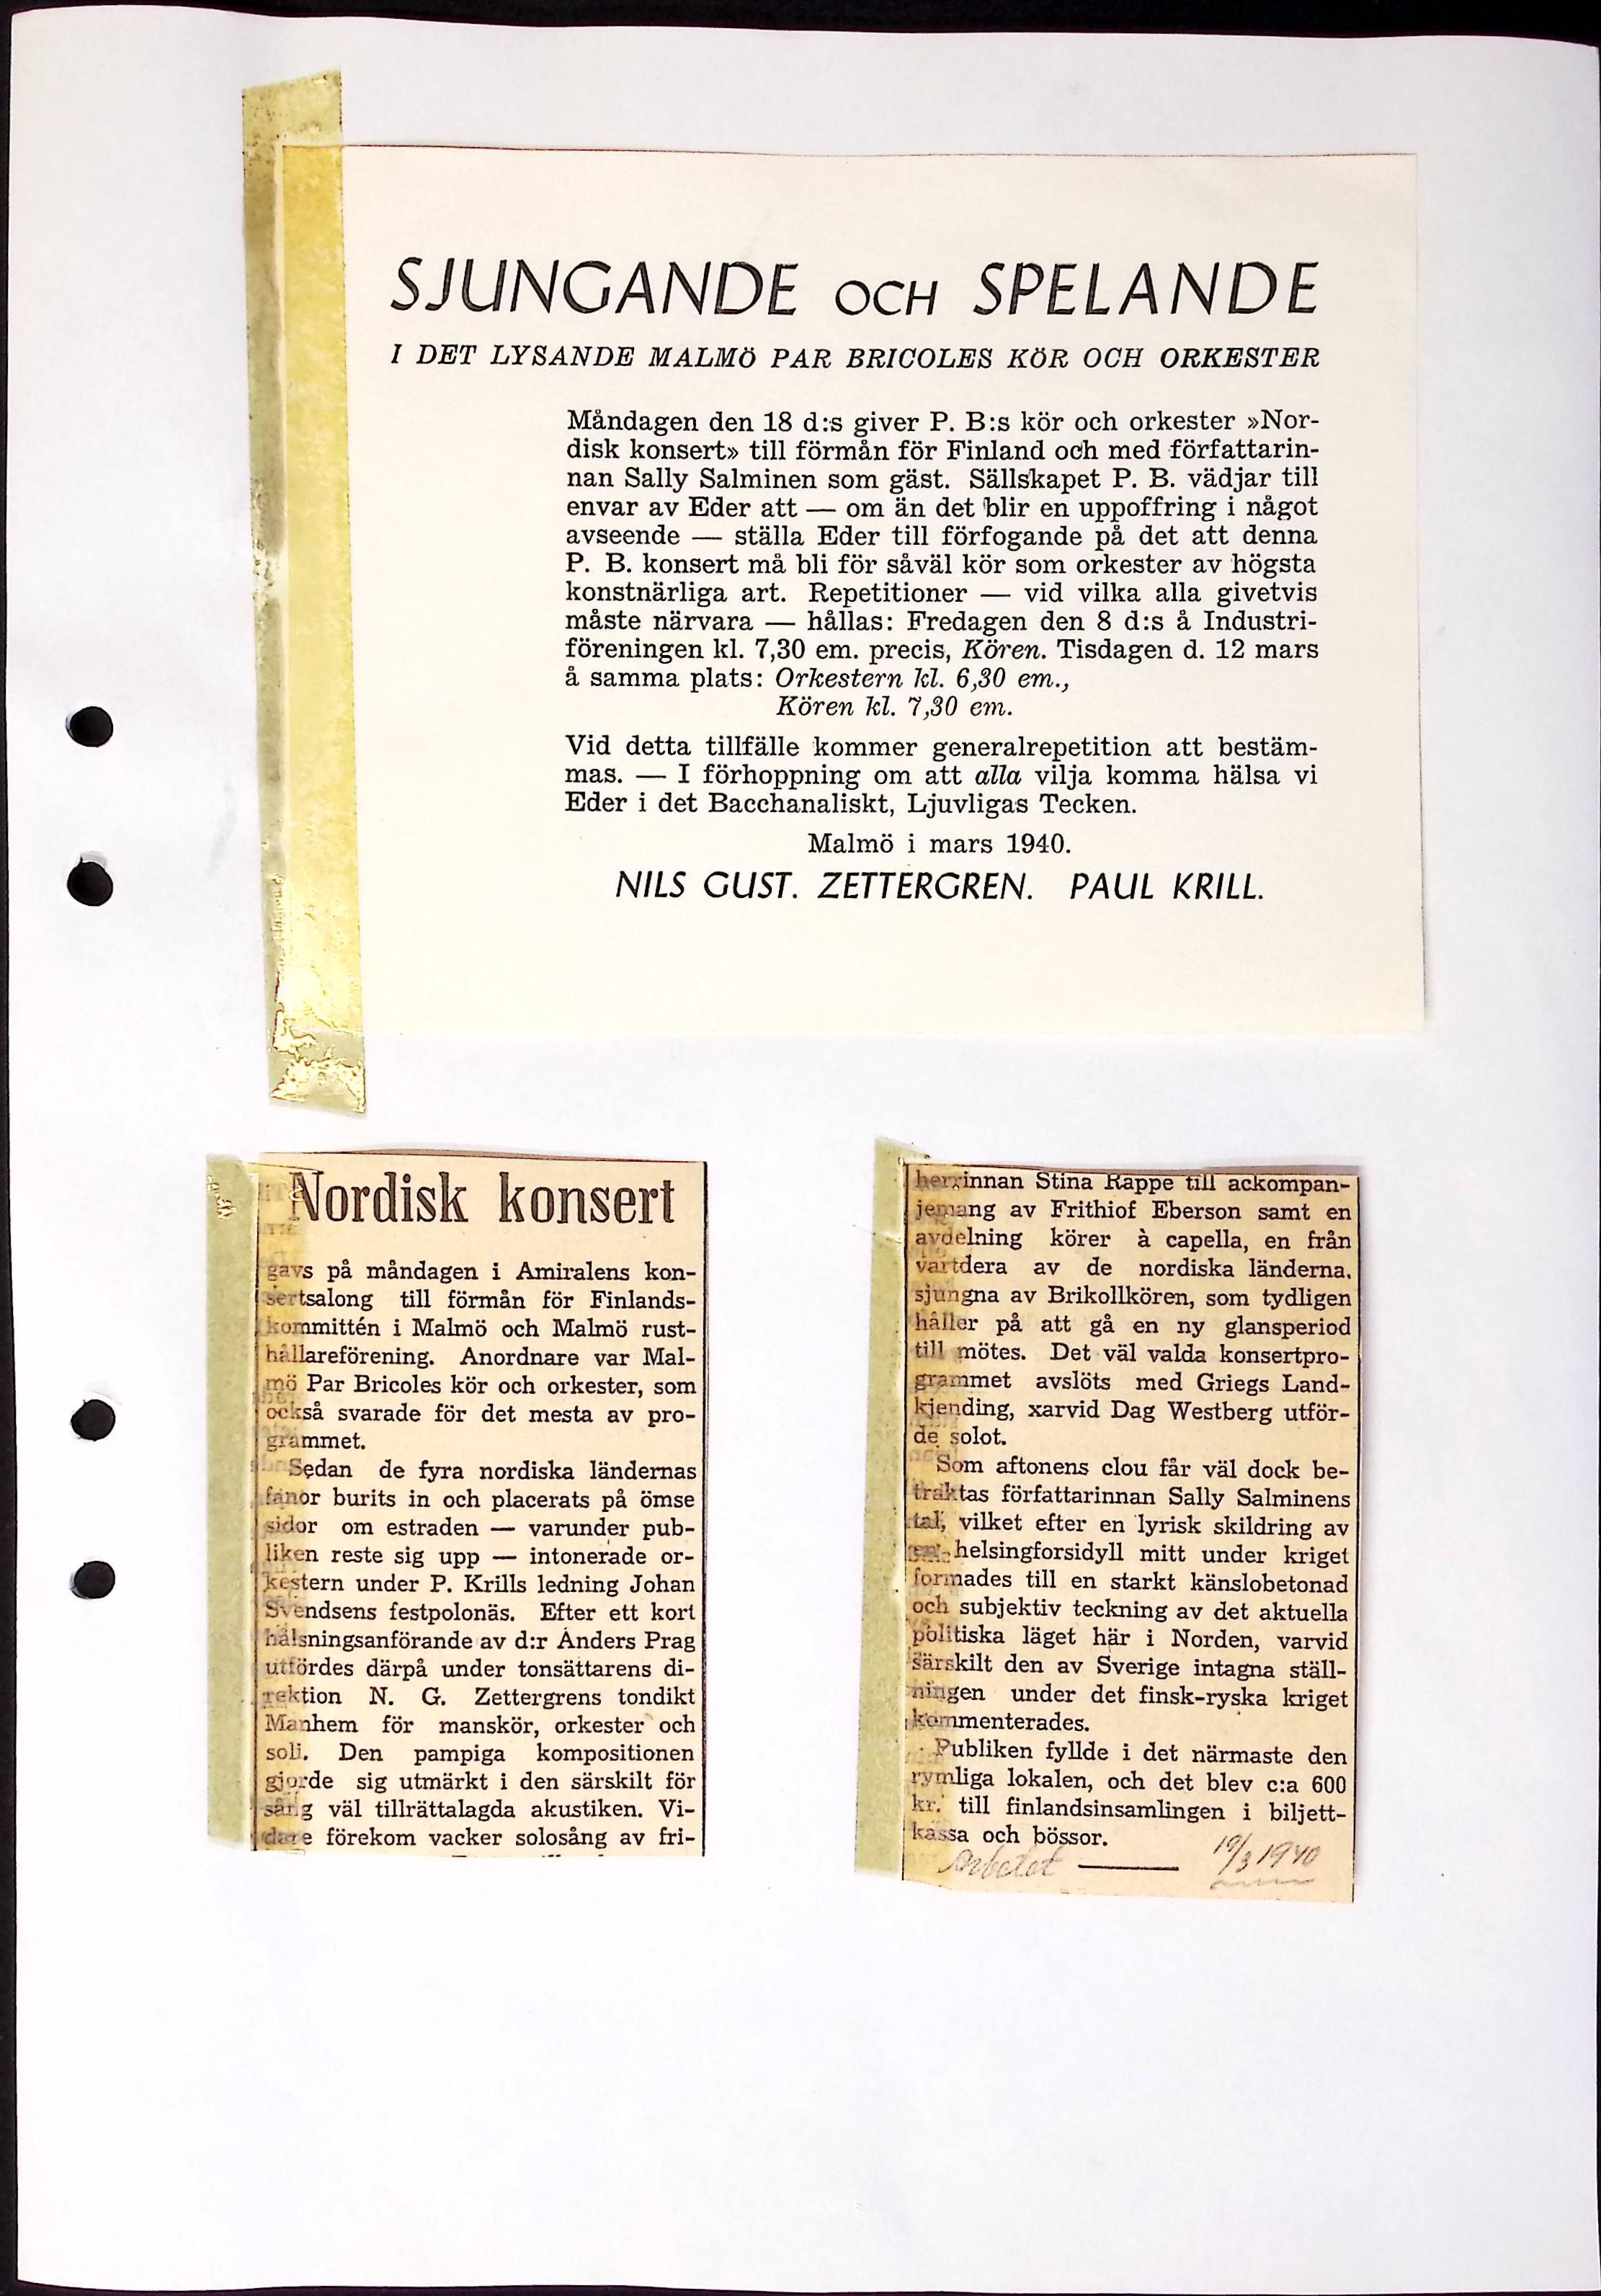 SJUNGANDE OCH SPELANDE
I DET LYSANDE MALMÖ PAR BRICOLES KÖR OCH ORKESTER
Måndagen den 18 d:s giver P. B:s kör och orkester »Nor-
disk konsert» till förmån för Finland och med författarin-
nan Sally Salminen som gäst. Sällskapet P. B. vädjar till
envar av Eder att — om än det blir en uppoffring i något
avseende — ställa Eder till förfogande på det att denna
P. B. konsert må bli för såväl kör som orkester av högsta
konstnärliga art. Repetitioner — vid vilka alla givetvis
måste närvara — hållas: Fredagen den 8 d:s å Industri-
föreningen kl. 7,30 em. precis, Kören. Tisdagen d. 12 mars
å samma plats: Orkestern kl. 6,30 em.,
Kören kl. 7,30 em.
Vid detta tillfälle kommer generalrepetition att bestäm-
mas. — I förhoppning om att alla vilja komma hälsa vi
Eder i det Bacchanaliskt, Ljuvligas Tecken.
Malmö i mars 1940.
NILS GUST. ZETTERGREN. PAUL KRILL.
Nordisk konsert
gavs på måndagen i Amiralens kon-
sertsalong till förmån för Finlands-
kommittén i Malmö och Malmö rust-
hållareförening. Anordnare var Mal-
mö Par Bricoles kör och orkester, som
också svarade för det mesta av pro-
grammet.
Sedan de fyra nordiska ländernas
fanor burits in och placerats på ömse
sidor om estraden — varunder pub-
liken reste sig upp — intonerade or-
kestern under P. Krills ledning Johan
Svendsens festpolonäs. Efter ett kort
hälsningsanförande av d:r Anders Prag
utfördes därpå under tonsättarens di-
rektion N. G. Zettergrens tondikt
Manhem för manskör, orkester och
soli. Den pampiga kompositionen
gjorde sig utmärkt i den särskilt för
sång väl tillrättalagda akustiken. Vi-
dare förekom vacker solosång av fri-
herrinnan Stina Rappe till ackompan-
jemang av Frithiof Eberson samt en
avdelning körer à capella, en från
vartdera av de nordiska länderna,
sjungna av Brikollkören, som tydligen
håller på att gå en ny glansperiod
till mötes. Det väl valda konsertpro-
grammet avslöts med Griegs Land-
kjending, xarvid Dag Westberg utför-
de solot.
Som aftonens clou får väl dock be-
traktas författarinnan Sally Salminens
tal, vilket efter en lyrisk skildring av
en helsingforsidyll mitt under kriget
formades till en starkt känslobetonad
och subjektiv teckning av det aktuella
politiska läget här i Norden, varvid
särskilt den av Sverige intagna ställ-
ningen under det finsk-ryska kriget
kommenterades.
Publiken fyllde i det närmaste den
rymliga lokalen, och det blev c:a 600
kr. till finlandsinsamlingen i biljett-
kassa och bössor.
Arbetet — 19/3 1940